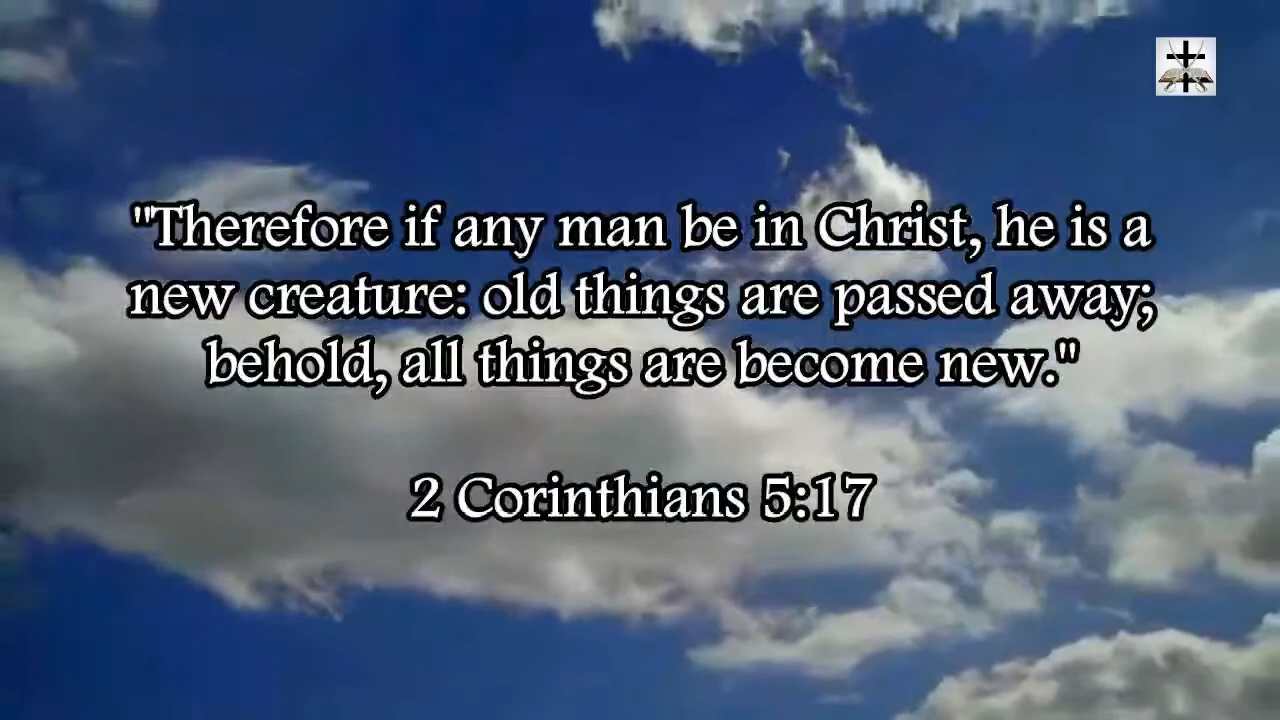 "Therefore if any man be in Christ, he is a
new creature: old things are passed away;
behold, all things are become new."
2 Corinthians 5:17